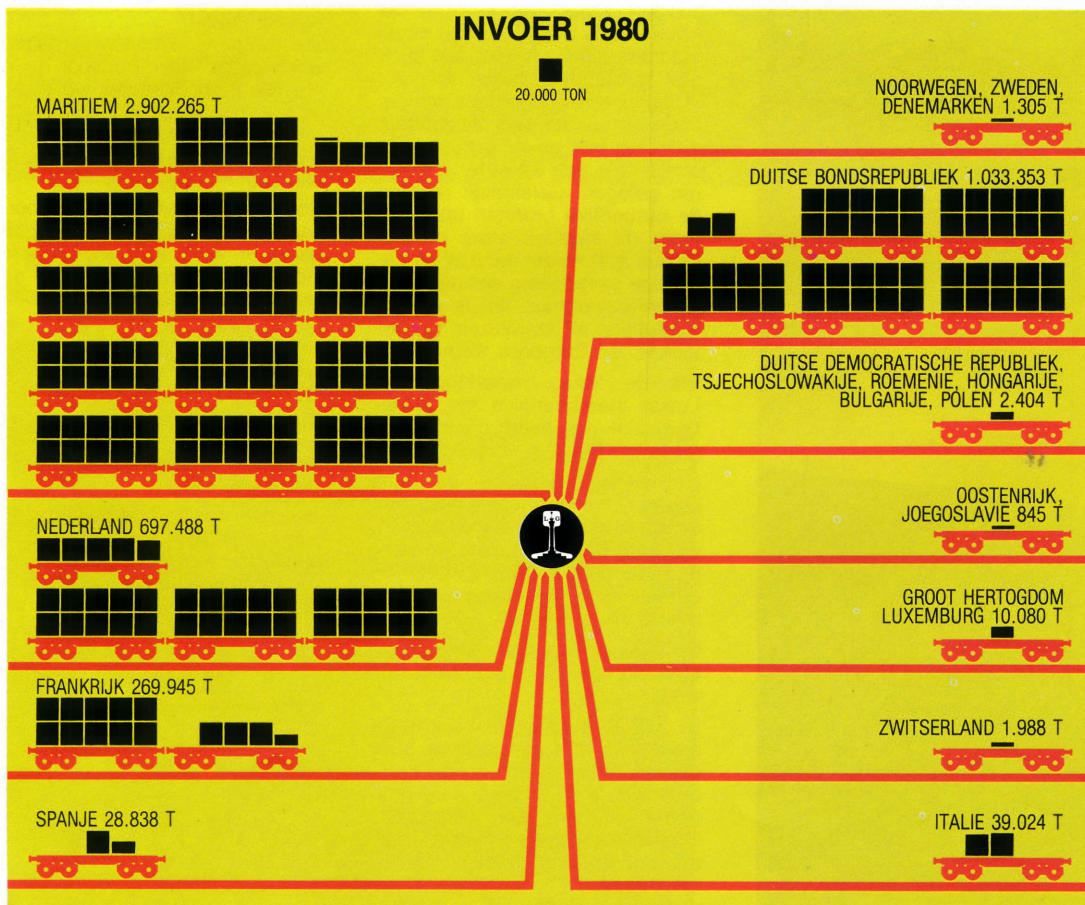 INVOER 1980
20.000 TON
MARITIEM 2.902.265 T
NEDERLAND 697.488 T
FRANKRIJK 269.945 T
SPANJE 28.838 T
NOORWEGEN, ZWEDEN,
DENEMARKEN 1.305 T
DUITSE BONDSREPUBLIEK 1.033.353 T
DUITSE DEMOCRATISCHE REPUBLIEK,
TSJECHOSLOWAKIJE, ROEMENIE, HONGARIJE,
BULGARIJE, POLEN 2.404 T
OOSTENRIJK,
JOEGOSLAVIE 845 T
GROOT HERTOGDOM
LUXEMBURG 10.080 T
ZWITSERLAND 1.988 T
ITALIE 39.024 T